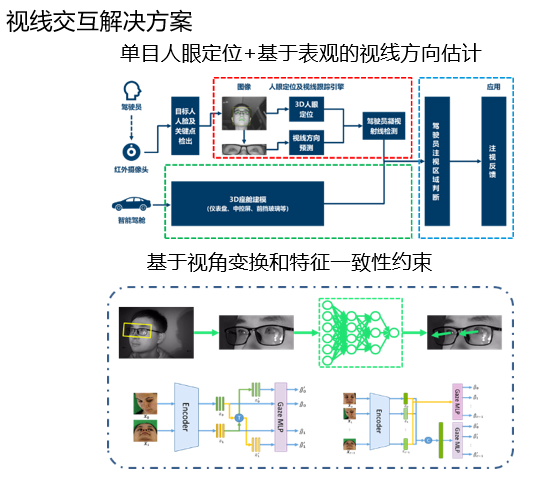 视线交互解决方案
单目人眼定位+基于表观的视线方向估计
图像
人眼定位及视线跟踪引擎
应用
驾驶员
红外摄像头
目标人
人脸及
关键点
检出
3D人眼
定位
视线方向
预测
驾驶员凝视
射线检测
驾驶员注视区域判断
注视反馈
智能驾舱
3D座舱建模
(仪表盘、中控屏、前挡玻璃等)
基于视角变换和特征一致性约束
Encoder
Gaze MLP
T
Encoder
C
Gaze MLP
Gaze MLP